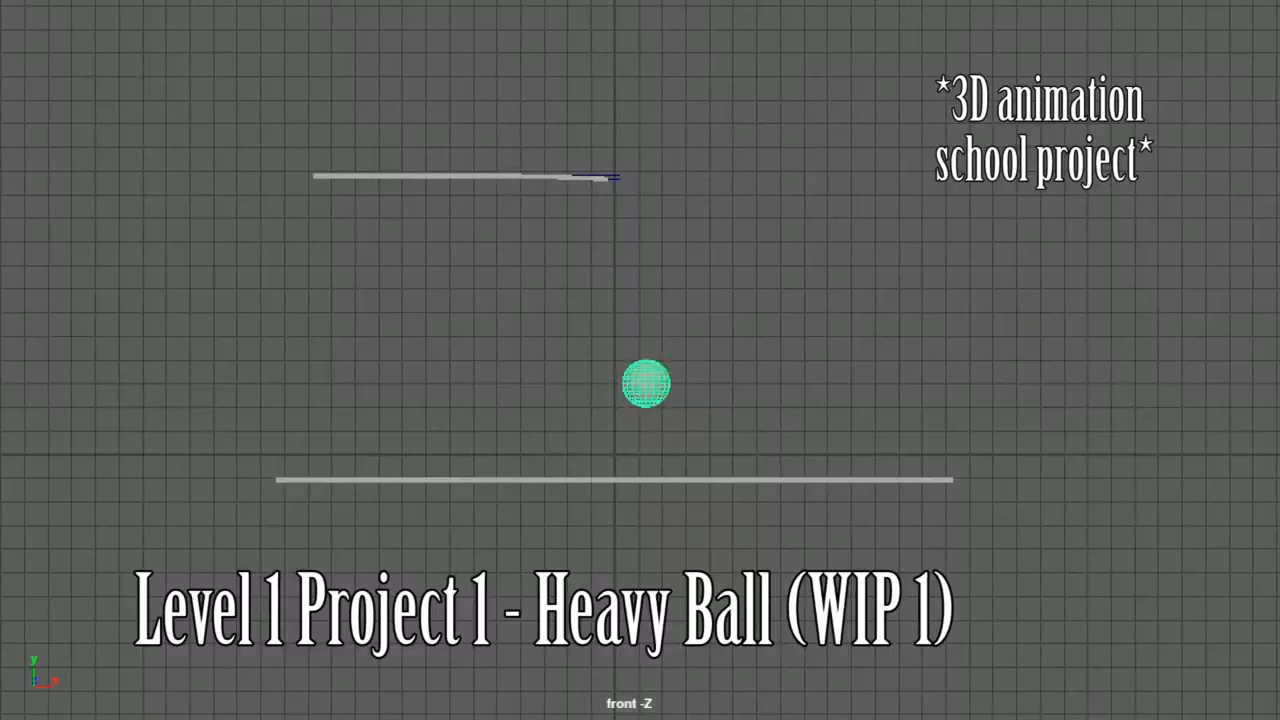 *3D animation
school project*
Level 1 Project 1 - Heavy Ball (WIP 1)
y
front -Z